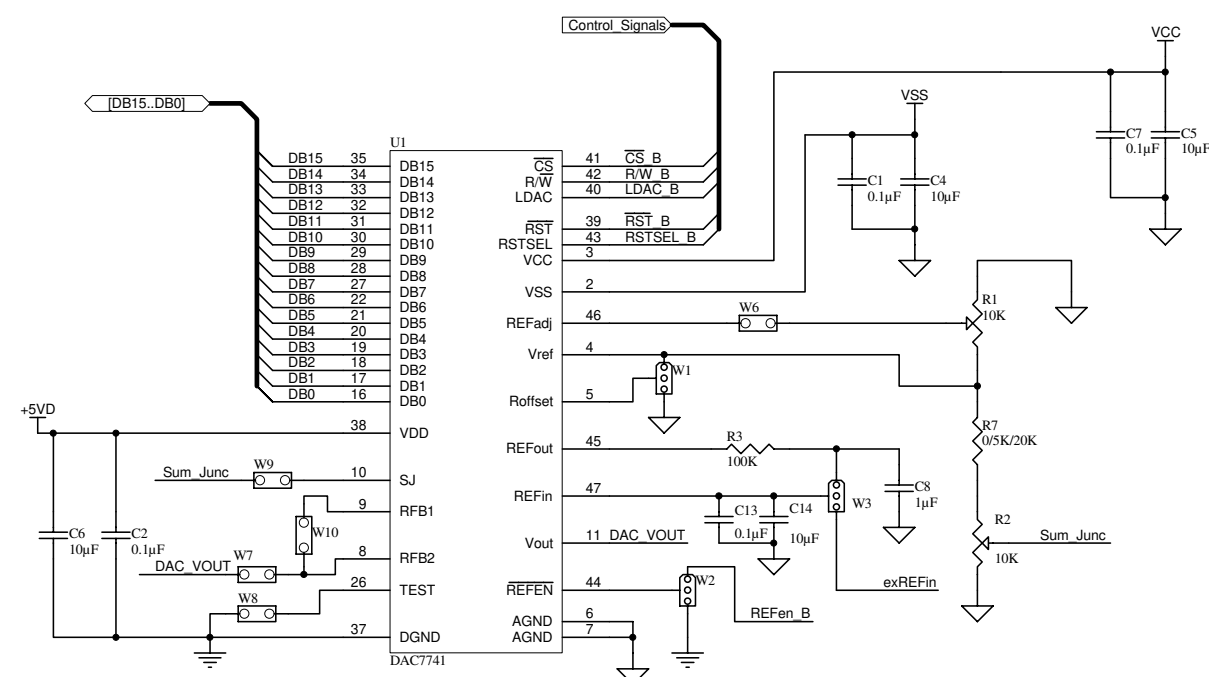 Control_Signals
VCC
[DB15..DB0]
VSS
U1
C7
0.1µF
C5
10µF
DB15 35 DB15
DB14 34 DB14
DB13 33 DB13
DB12 32 DB12
DB11 31 DB11
DB10 30 DB10
DB9 29 DB9
DB8 28 DB8
DB7 27 DB7
DB6 22 DB6
DB5 21 DB5
DB4 20 DB4
DB3 19 DB3
DB2 18 DB2
DB1 17 DB1
DB0 16 DB0
CS 41 CS_B
R/W 42 R/W_B
LDAC 40 LDAC_B
RST 39 RST_B
RSTSEL 43 RSTSEL_B
VCC 3
VSS 2
REFadj 46
Vref 4
Roffset 5
REFout 45
REFin 47
Vout 11 DAC_VOUT
REFEN 44
AGND 6
AGND 7
C1
0.1µF
C4
10µF
W6
R1
10K
W1
R7
0/5K/20K
R3
100K
W3
C8
1µF
C13
0.1µF
C14
10µF
R2
10K
Sum_Junc
exREFin
W2
REFen_B
+5VD
38 VDD
Sum_Junc W9 10 SJ
9 RFB1
W10
DAC_VOUT W7 8 RFB2
W8 26 TEST
37 DGND
C6
10µF
C2
0.1µF
DAC7741